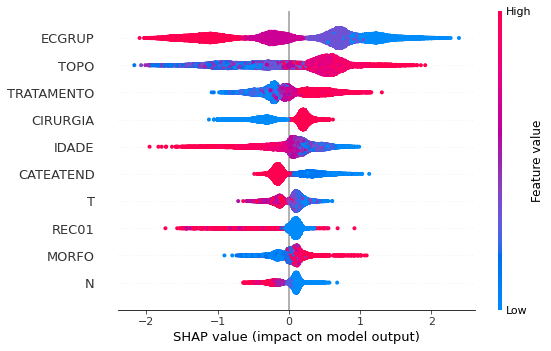 High
ECGRUP
TOPO
TRATAMENTO
CIRURGIA
IDADE
CATEATEND
T
REC01
MORFO
N
Feature value
Low
−2 −1 0 1 2
SHAP value (impact on model output)